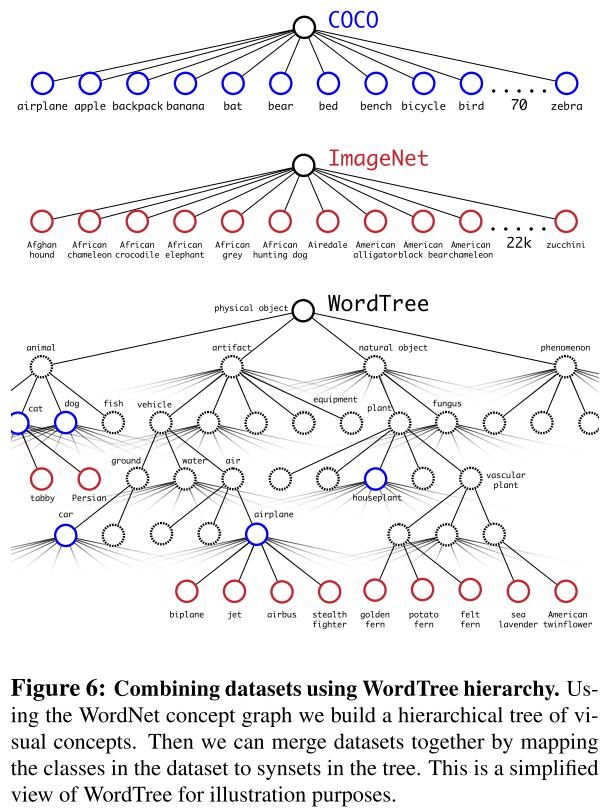 COCO
airplane apple backpack banana bat bear bed bench bicycle bird 70 zebra
ImageNet
Afghan hound
African chameleon
African crocodile
African elephant
African grey
African hunting dog
Airedale
American alligator
American black bear
American chameleon
22k
zucchini
physical object WordTree
animal artifact natural object phenomenon
cat dog fish vehicle equipment plant fungus
ground water air vascular plant
tabby Persian houseplant
car airplane
biplane jet airbus stealth fighter golden fern potato fern felt fern sea lavender American twinflower
Figure 6: Combining datasets using WordTree hierarchy. Us-
ing the WordNet concept graph we build a hierarchical tree of vi-
sual concepts. Then we can merge datasets together by mapping
the classes in the dataset to synsets in the tree. This is a simplified
view of WordTree for illustration purposes.